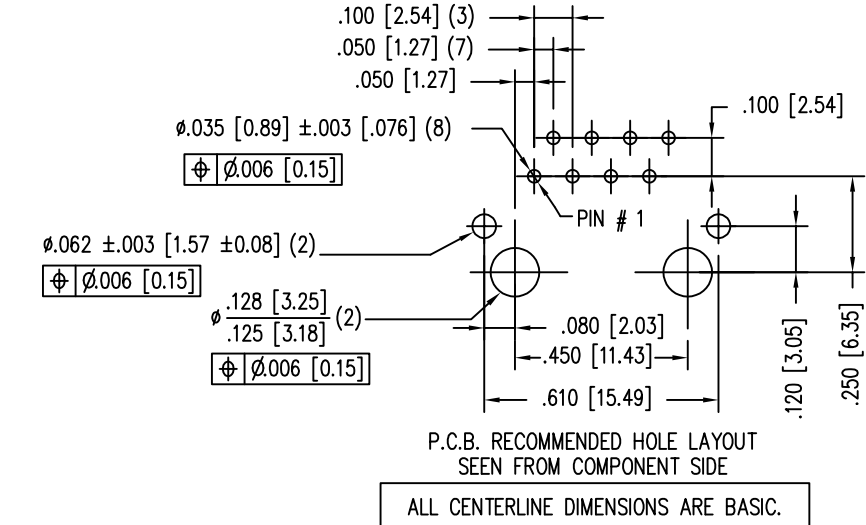 .100 [2.54] (3)
.050 [1.27] (7)
.050 [1.27]
.100 [2.54]
ø.035 [0.89] ±.003 [.076] (8)
⌖ Ø.006 [0.15]
PIN # 1
ø.062 ±.003 [1.57 ±0.08] (2)
⌖ Ø.006 [0.15]
ø .128 [3.25]
.125 [3.18] (2)
⌖ Ø.006 [0.15]
.080 [2.03]
.450 [11.43]
.610 [15.49]
.120 [3.05]
.250 [6.35]
P.C.B. RECOMMENDED HOLE LAYOUT
SEEN FROM COMPONENT SIDE
ALL CENTERLINE DIMENSIONS ARE BASIC.